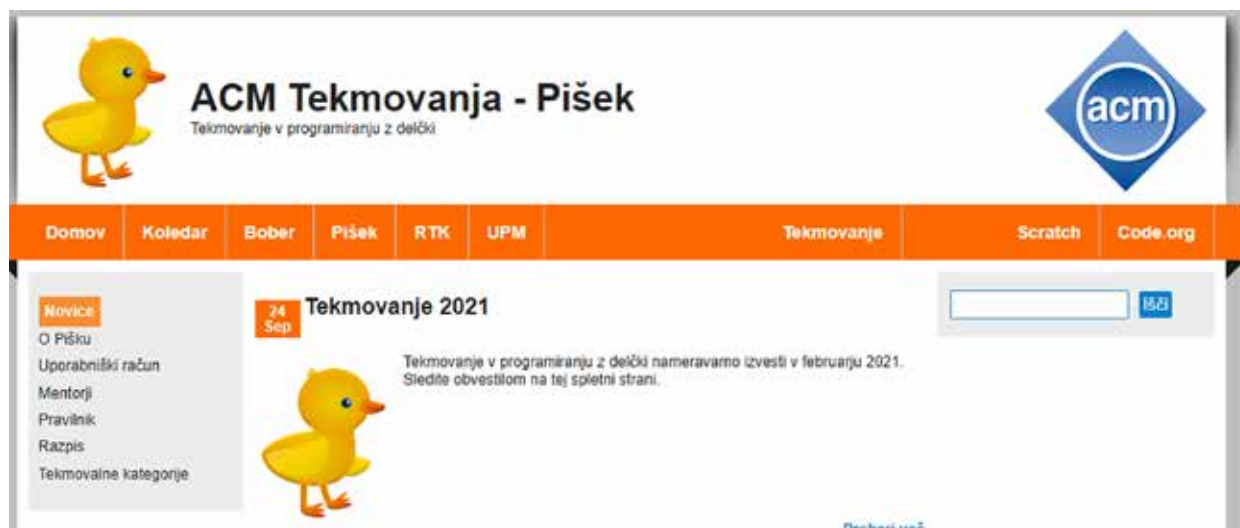 ACM Tekmovanja - Pišek
Tekmovanje v programiranju z delčki
acm
Domov Koledar Bober Pišek RTK UPM Tekmovanje Scratch Code.org
Novice
O Pišku
Uporabniški račun
Mentorji
Pravilnik
Razpis
Tekmovalne kategorije
24
Sep
Tekmovanje 2021
Tekmovanje v programiranju z delčki nameravamo izvesti v februarju 2021.
Sledite obvestilom na tej spletni strani.
Preberi več
Išči